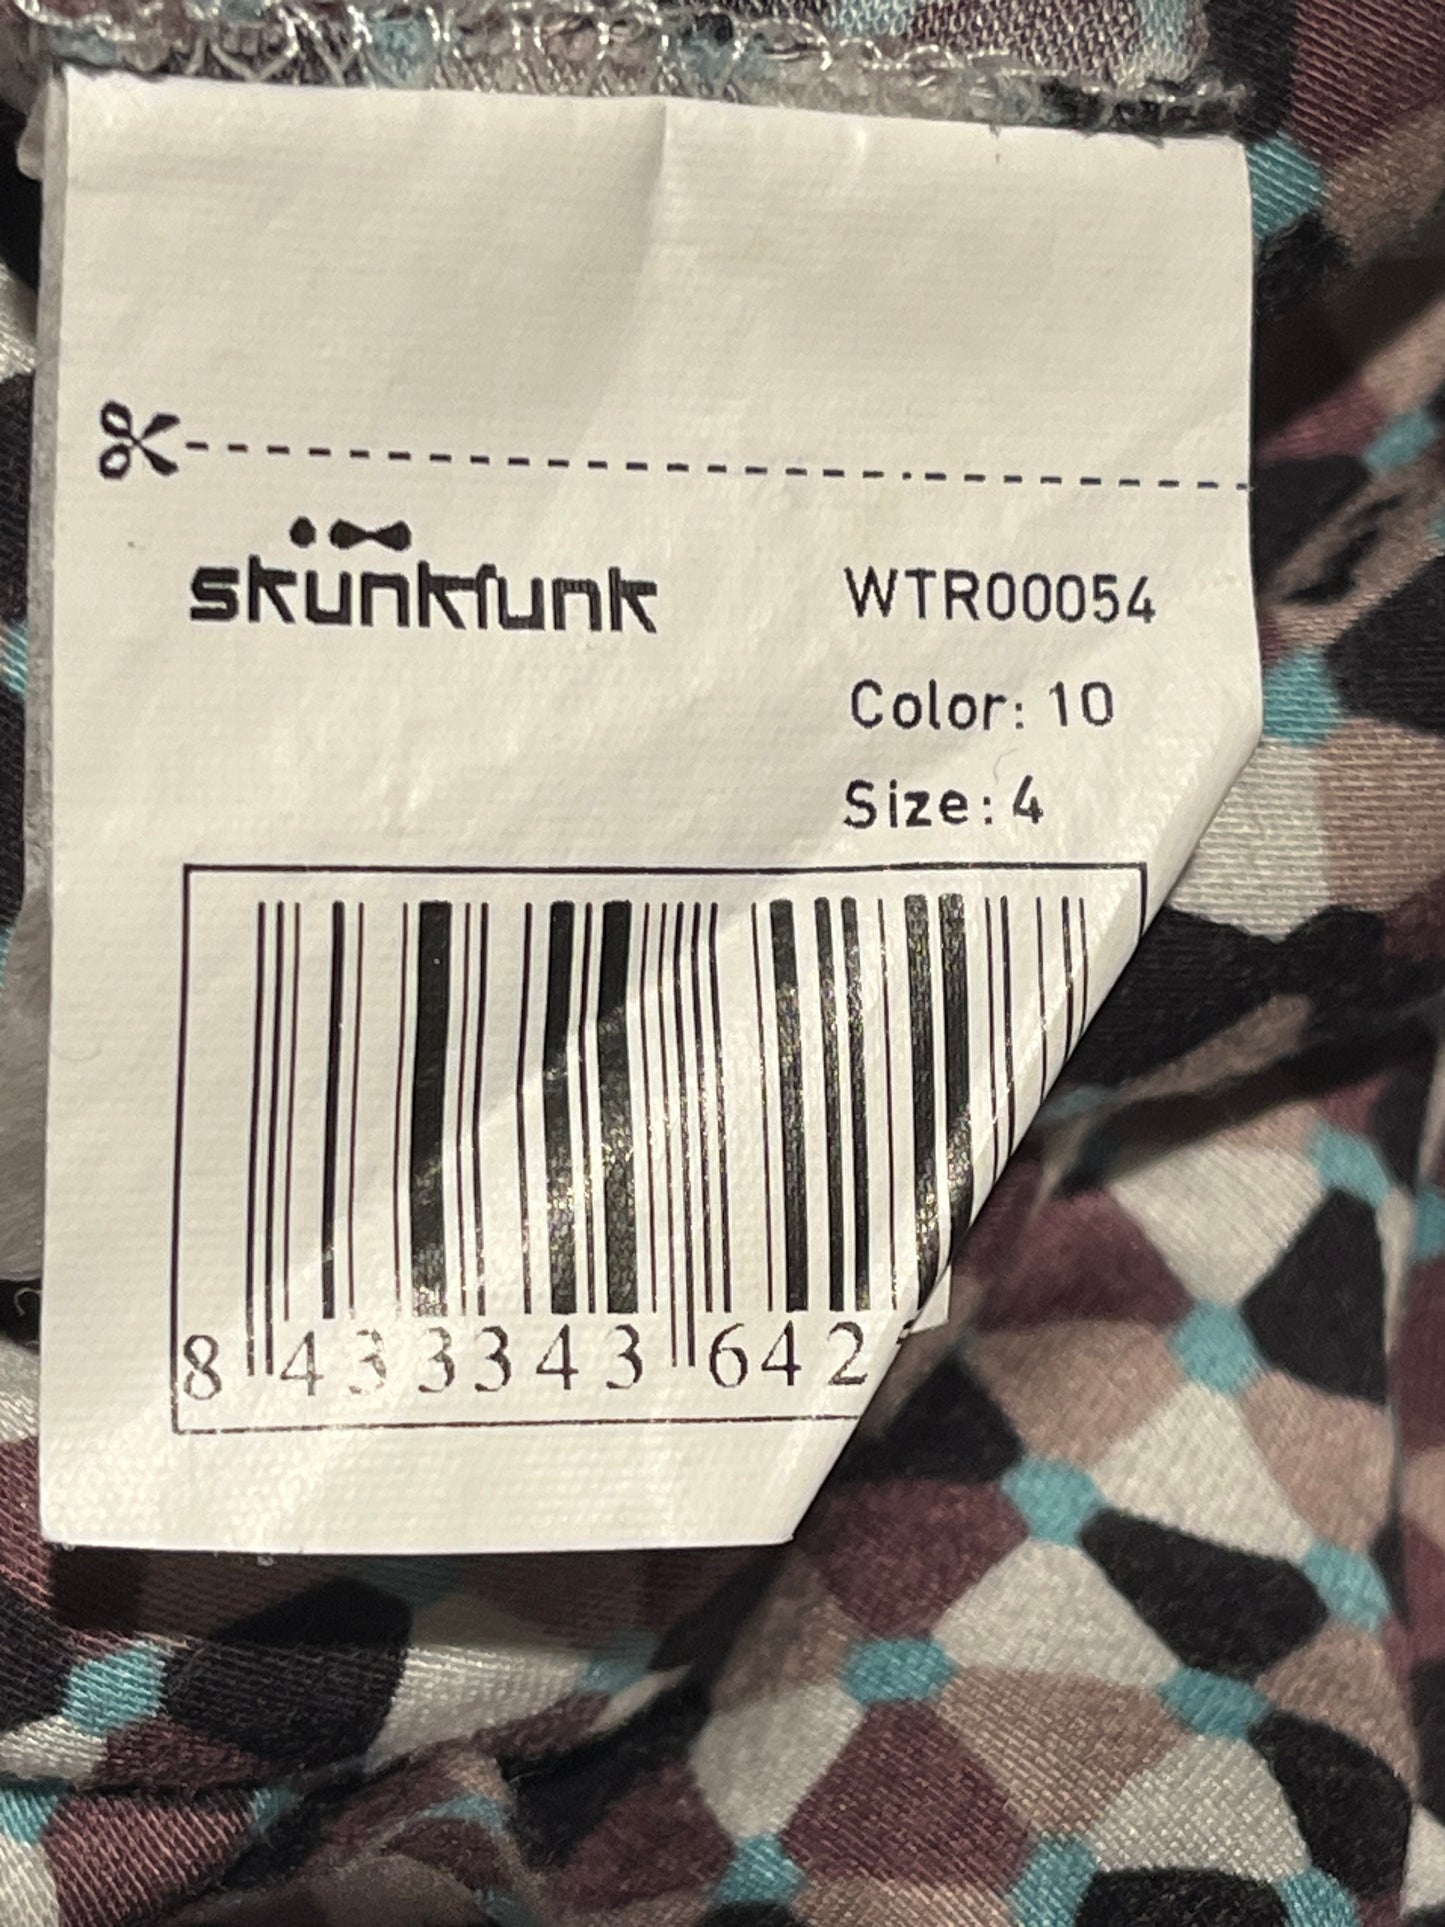 skunkfunk
WTR00054
Color: 10
Size: 4
8 433343 642